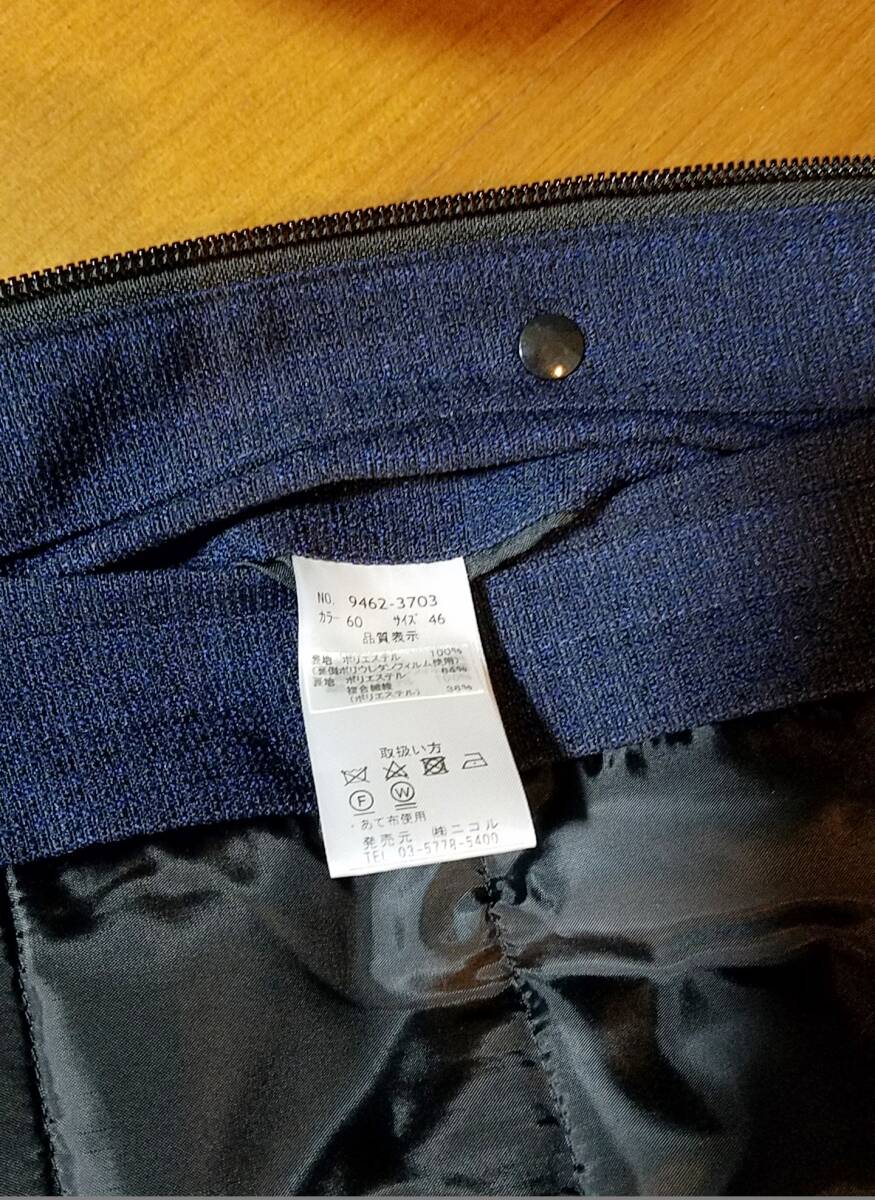 NO. 9462-3703
カラー 60 サイズ 46
品質表示
表地 ポリエステル 100%
(裏側ポリウレタンフィルム使用)
裏地 ポリエステル 64%
複合繊維 36%
(ポリエステル)
取扱い方
F W
・あて布使用
発売元 (株)ニコル
TEL 03-5778-5400